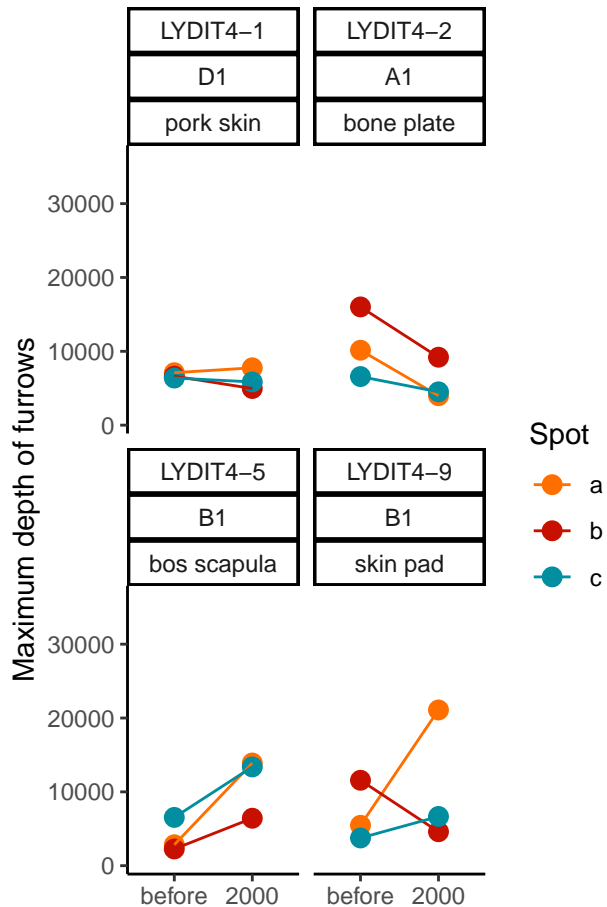 LYDIT4−1
LYDIT4−2
D1
A1
pork skin
bone plate
30000
20000
10000
0
Maximum depth of furrows
LYDIT4−5
LYDIT4−9
B1
B1
bos scapula
skin pad
30000
20000
10000
0
before
2000
before
2000
Spot
a
b
c